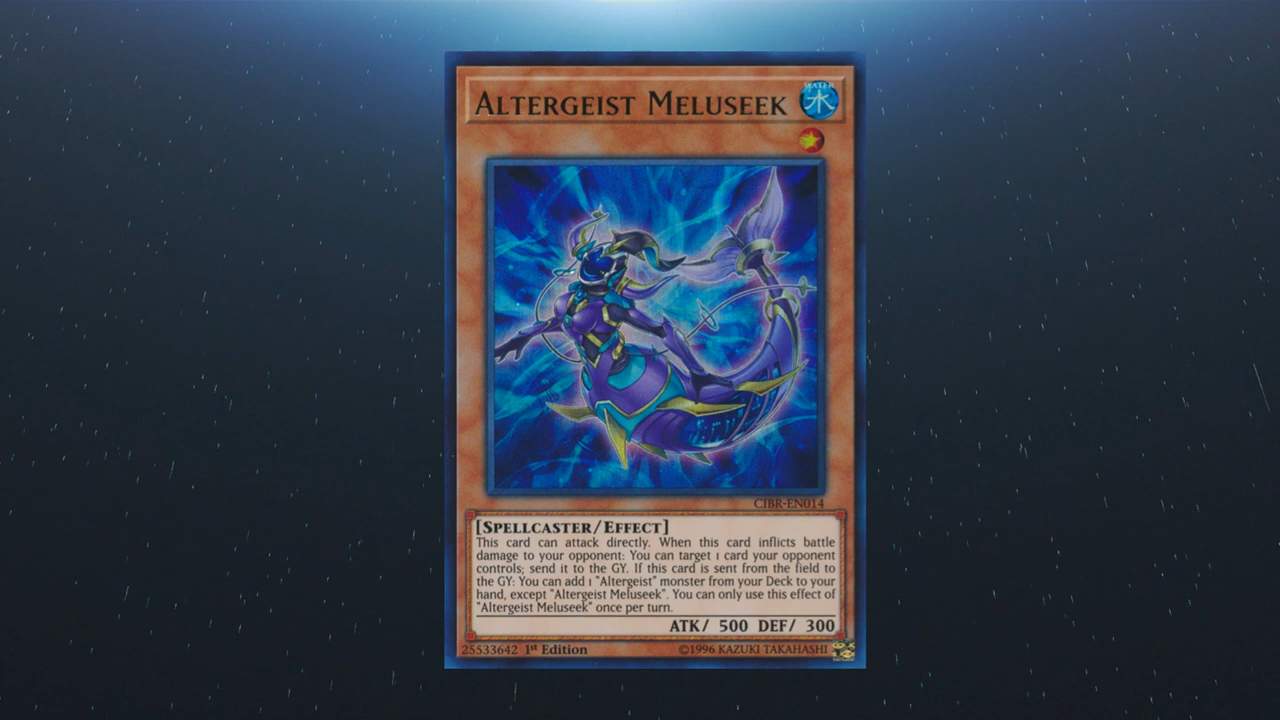 ALTERGEIST MELUSEEK
WATER
水
CIBR-EN014
[SPELLCASTER/EFFECT]
This card can attack directly. When this card inflicts battle
damage to your opponent: You can target 1 card your opponent
controls; send it to the GY. If this card is sent from the field to
the GY: You can add 1 "Altergeist" monster from your Deck to your
hand, except "Altergeist Meluseek". You can only use this effect of
"Altergeist Meluseek" once per turn.
ATK/ 500 DEF/ 300
25533642 1st Edition ©1996 KAZUKI TAKAHASHI